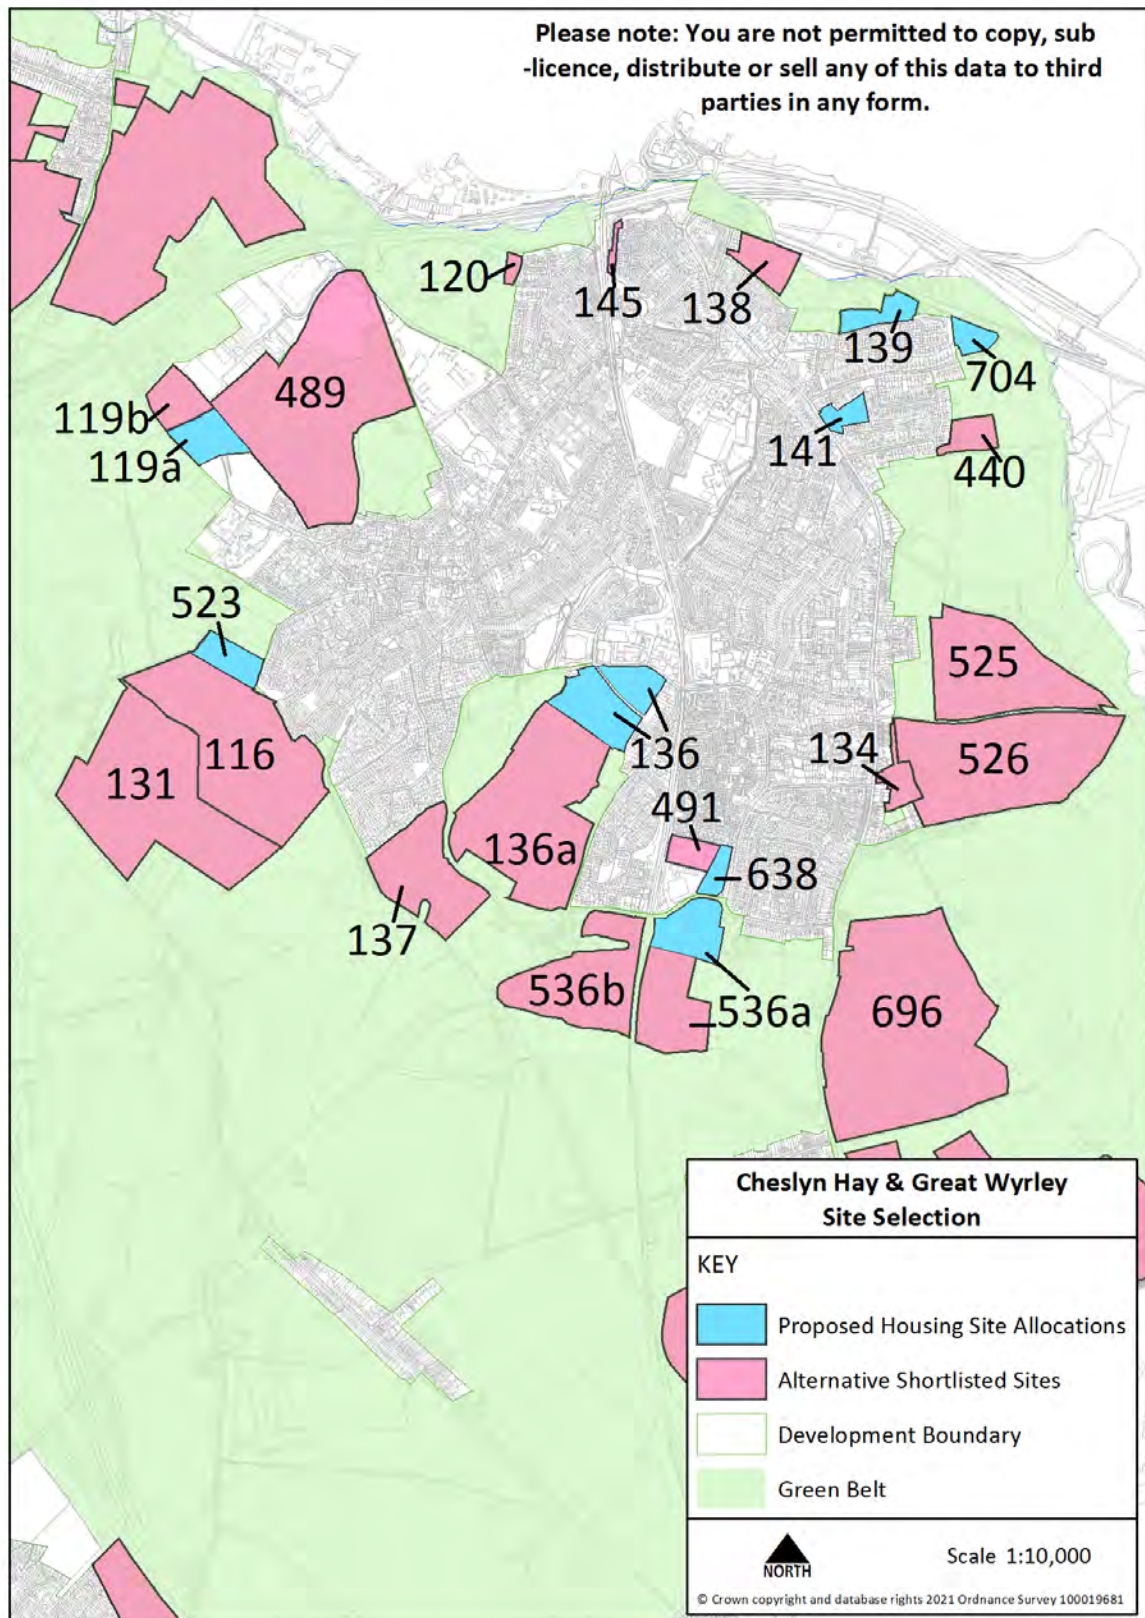 Please note: You are not permitted to copy, sub
-licence, distribute or sell any of this data to third
parties in any form.
120
145
138
139
704
119b
489
119a
141
440
523
525
131
116
136
134
526
491
136a
638
137
536b
536a
696
Cheslyn Hay & Great Wyrley
Site Selection
KEY
Proposed Housing Site Allocations
Alternative Shortlisted Sites
Development Boundary
Green Belt
NORTH
Scale 1:10,000
© Crown copyright and database rights 2021 Ordnance Survey 100019681